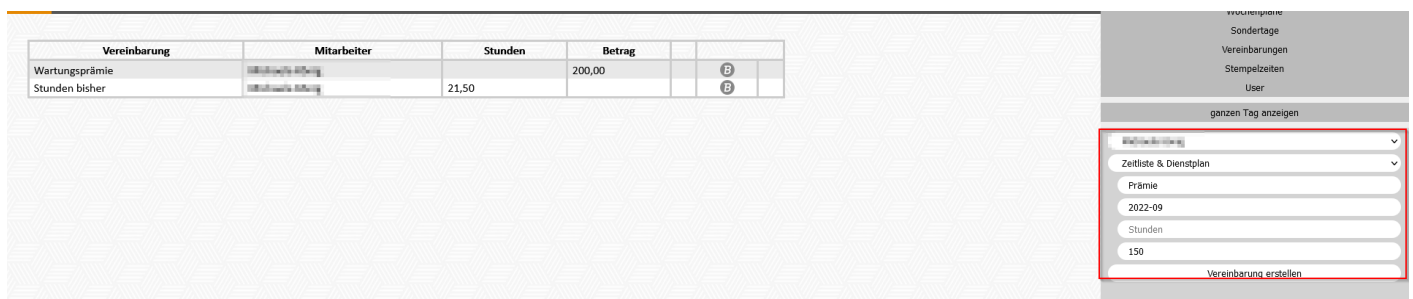 Wochenpläne
Sondertage
Vereinbarungen
Stempelzeiten
User
ganzen Tag anzeigen
Vereinbarung Mitarbeiter Stunden Betrag
Wartungsprämie 200,00 B
Stunden bisher 21,50 B
Zeitliste & Dienstplan
Prämie
2022-09
Stunden
150
Vereinbarung erstellen